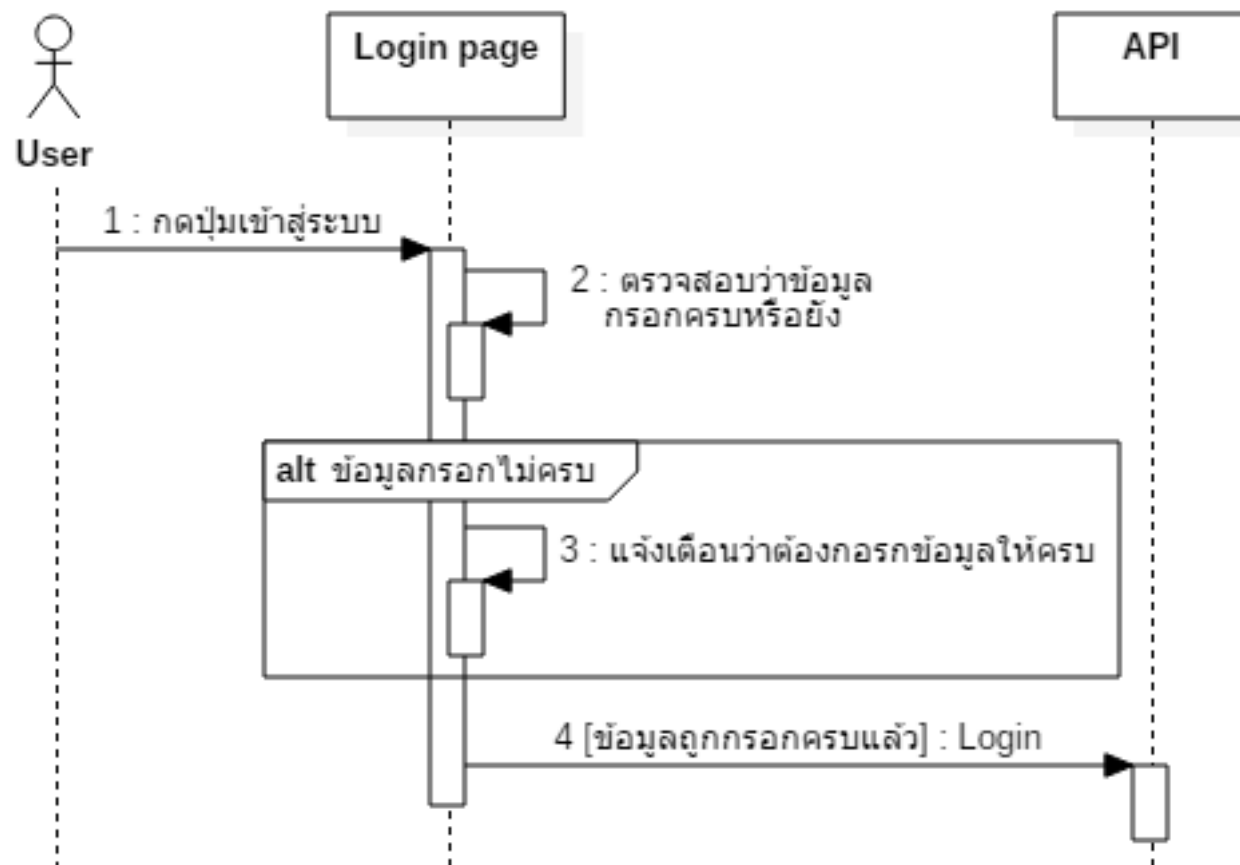 Login page
API
User
1 : กดปุ่มเข้าสู่ระบบ
2 : ตรวจสอบว่าข้อมูล
กรอกครบหรือยัง
alt ข้อมูลกรอกไม่ครบ
3 : แจ้งเตือนว่าต้องกอรกข้อมูลให้ครบ
4 [ข้อมูลถูกกรอกครบแล้ว] : Login